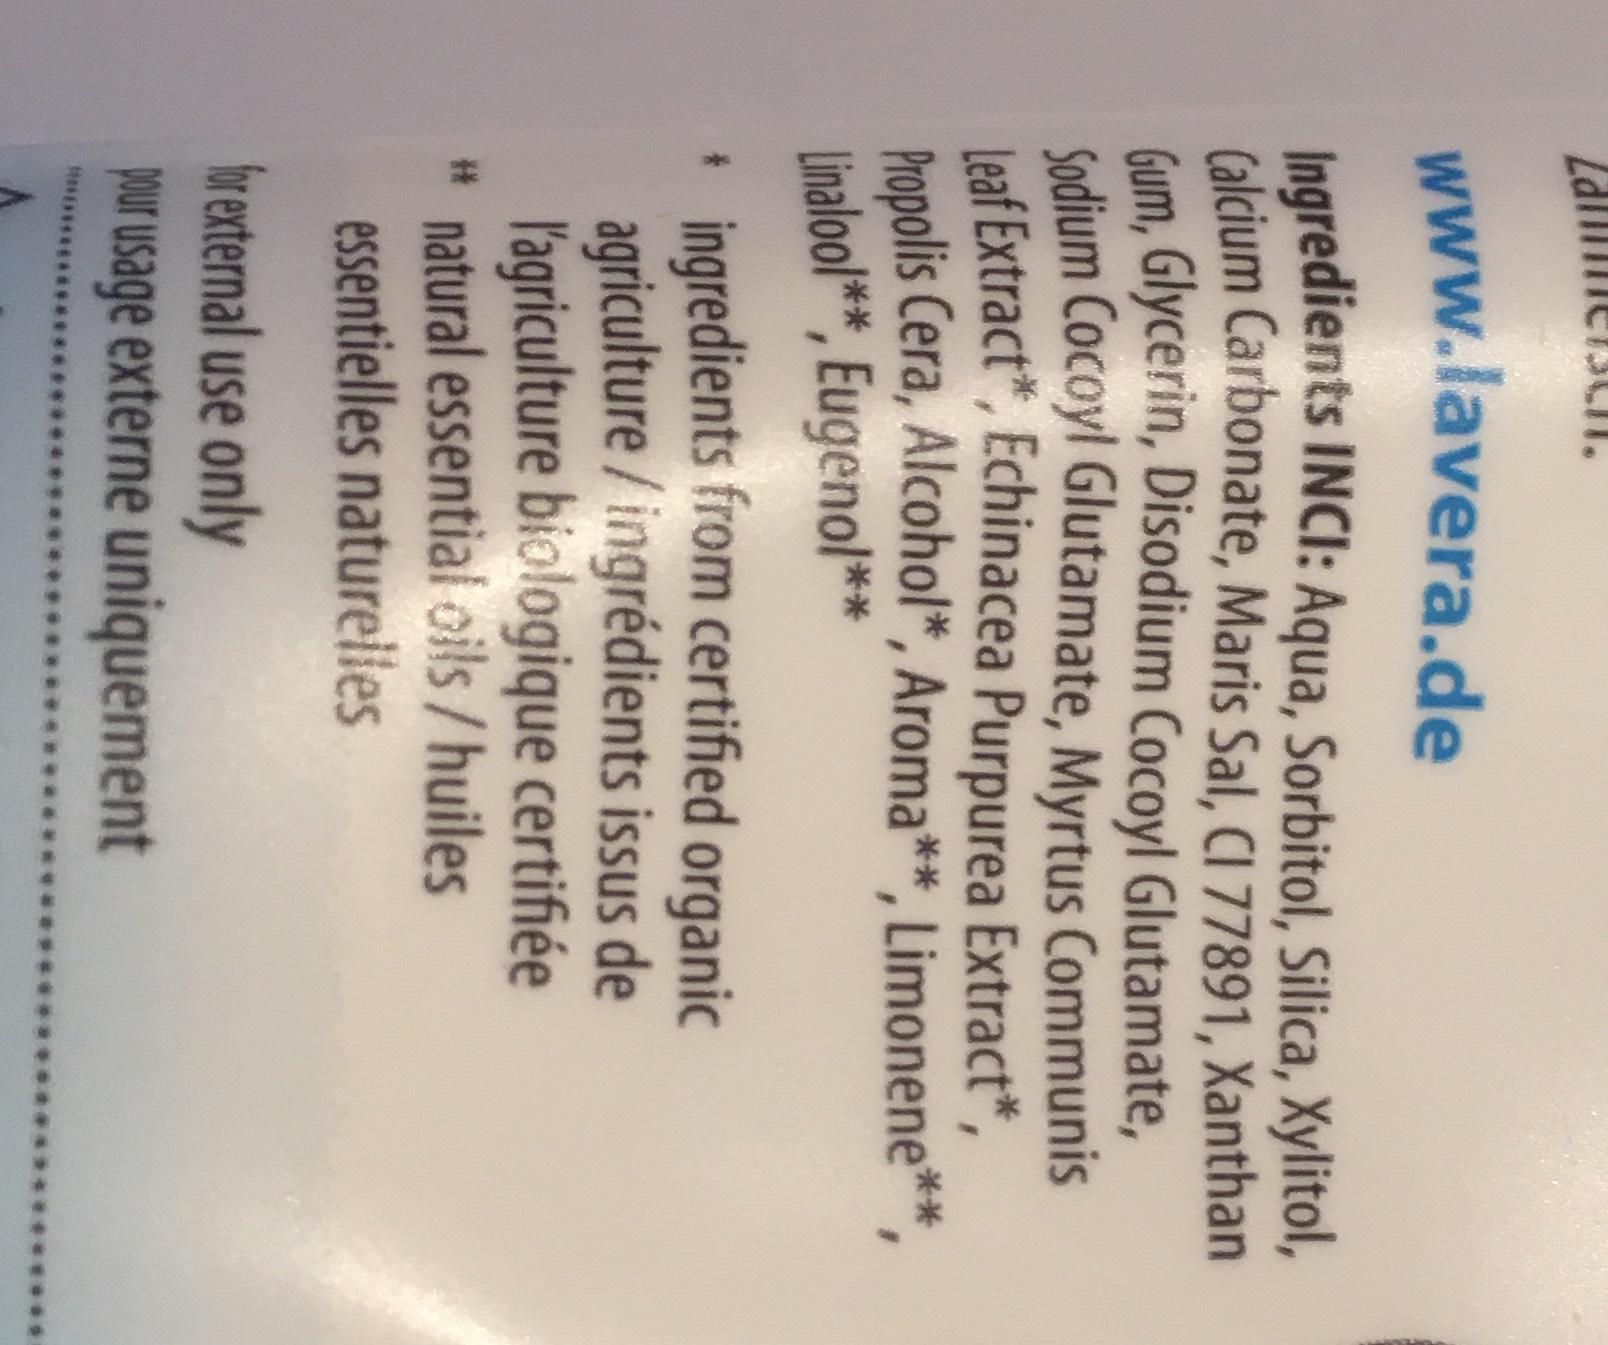 www.lavera.de
Ingredients INCI: Aqua, Sorbitol, Silica, Xylitol,
Calcium Carbonate, Maris Sal, CI 77891, Xanthan
Gum, Glycerin, Disodium Cocoyl Glutamate,
Sodium Cocoyl Glutamate, Myrtus Communis
Leaf Extract*, Echinacea Purpurea Extract*,
Propolis Cera, Alcohol*, Aroma**, Limonene**,
Linalool**, Eugenol**
* ingredients from certified organic
agriculture / ingrédients issus de
l'agriculture biologique certifiée
** natural essential oils / huiles
essentielles naturelles
for external use only
pour usage externe uniquement